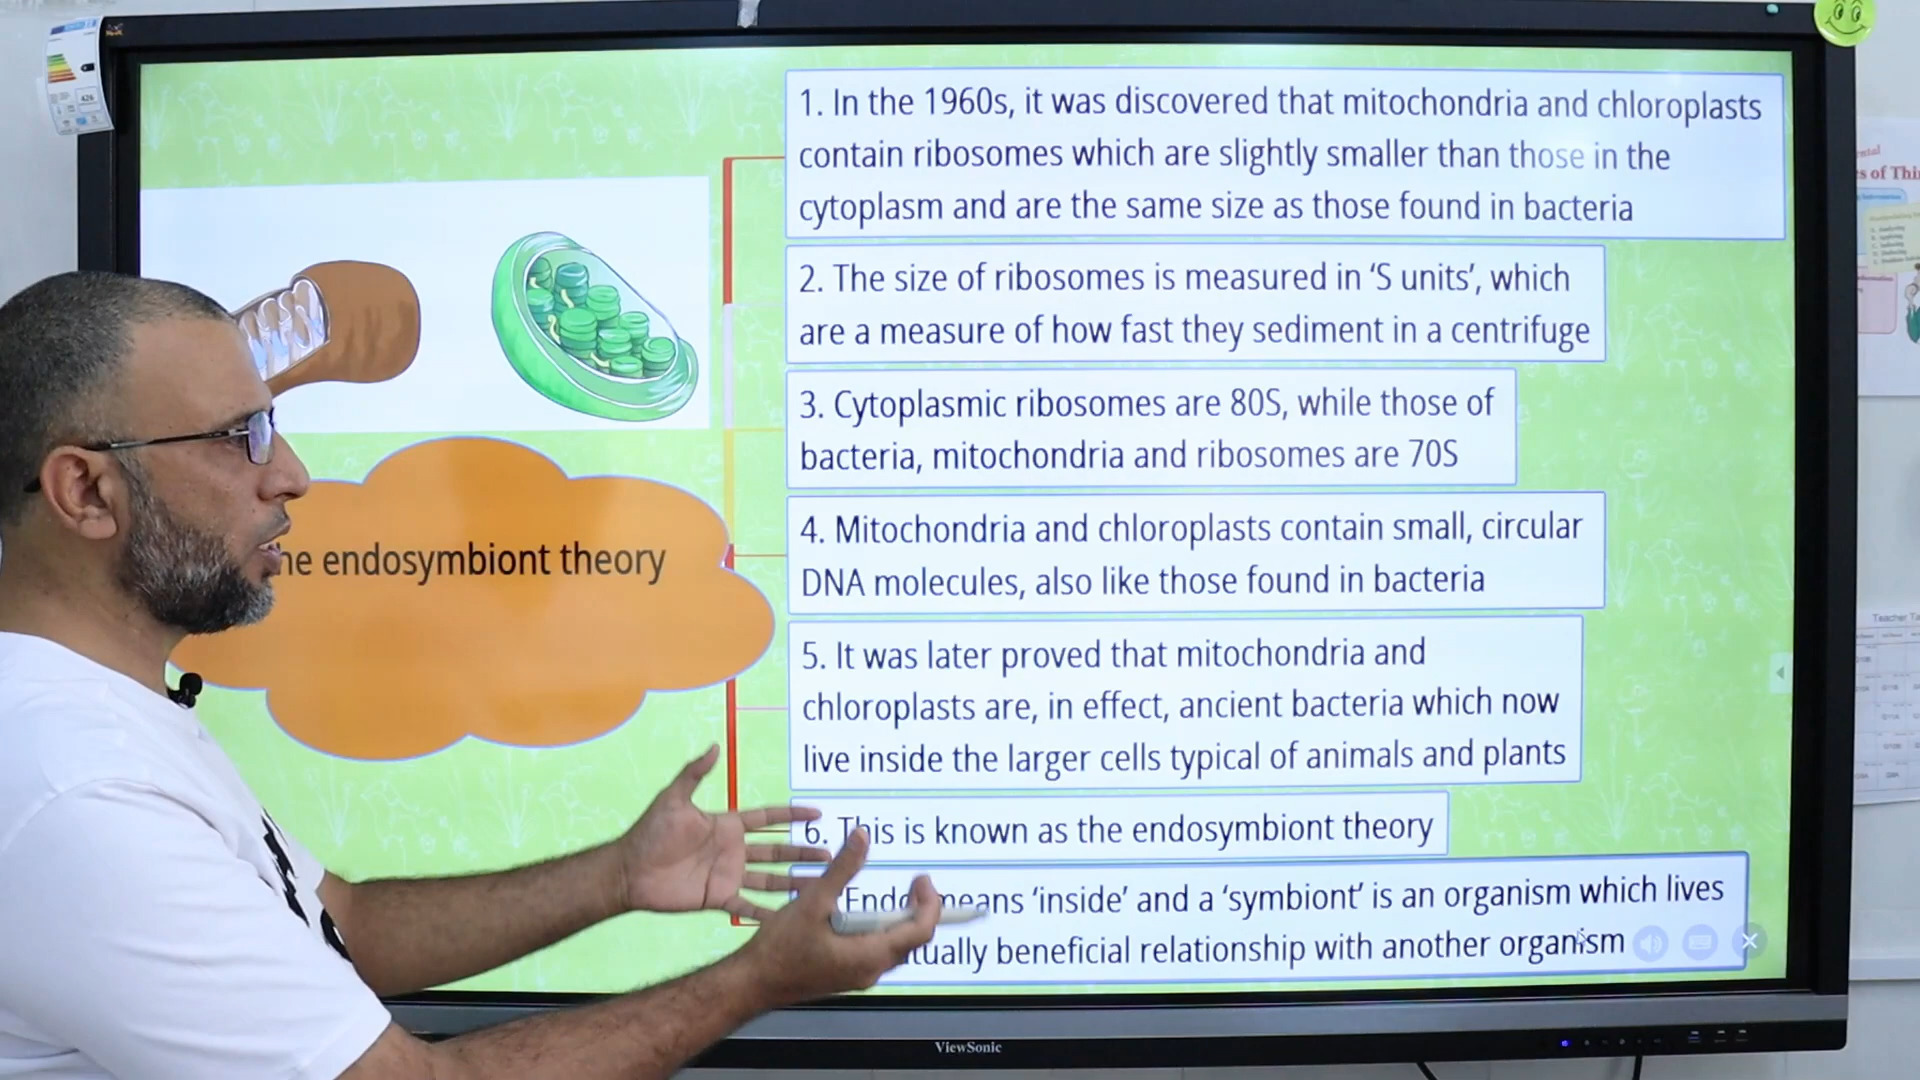 1. In the 1960s, it was discovered that mitochondria and chloroplasts
contain ribosomes which are slightly smaller than those in the
cytoplasm and are the same size as those found in bacteria
2. The size of ribosomes is measured in ‘S units’, which
are a measure of how fast they sediment in a centrifuge
3. Cytoplasmic ribosomes are 80S, while those of
bacteria, mitochondria and ribosomes are 70S
4. Mitochondria and chloroplasts contain small, circular
DNA molecules, also like those found in bacteria
5. It was later proved that mitochondria and
chloroplasts are, in effect, ancient bacteria which now
live inside the larger cells typical of animals and plants
6. This is known as the endosymbiont theory
means ‘inside’ and a ‘symbiont’ is an organism which lives
beneficial relationship with another organism
endosymbiont theory
ViewSonic
426
of
Teacher